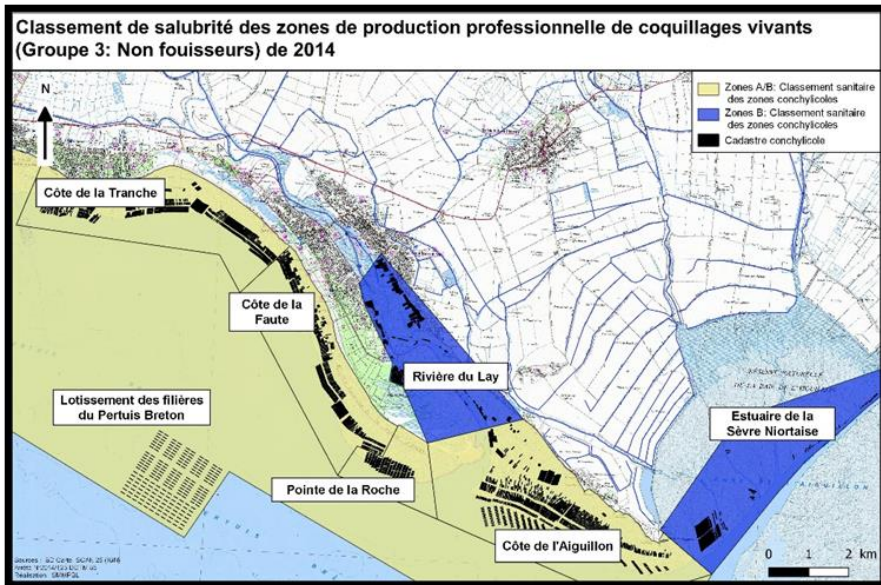 Classement de salubrité des zones de production professionnelle de coquillages vivants
(Groupe 3: Non fouisseurs) de 2014
N
Zones A/B: Classement sanitaire
des zones conchylicoles
Zones B: Classement sanitaire
des zones conchylicoles
Cadastre conchylicole
Côte de la Tranche
Côte de la
Faute
Rivière du Lay
Lotissement des filières
du Pertuis Breton
Estuaire de la
Sèvre Niortaise
Pointe de la Roche
Côte de l'Aiguillon
PERTUIS
0 1 2 km